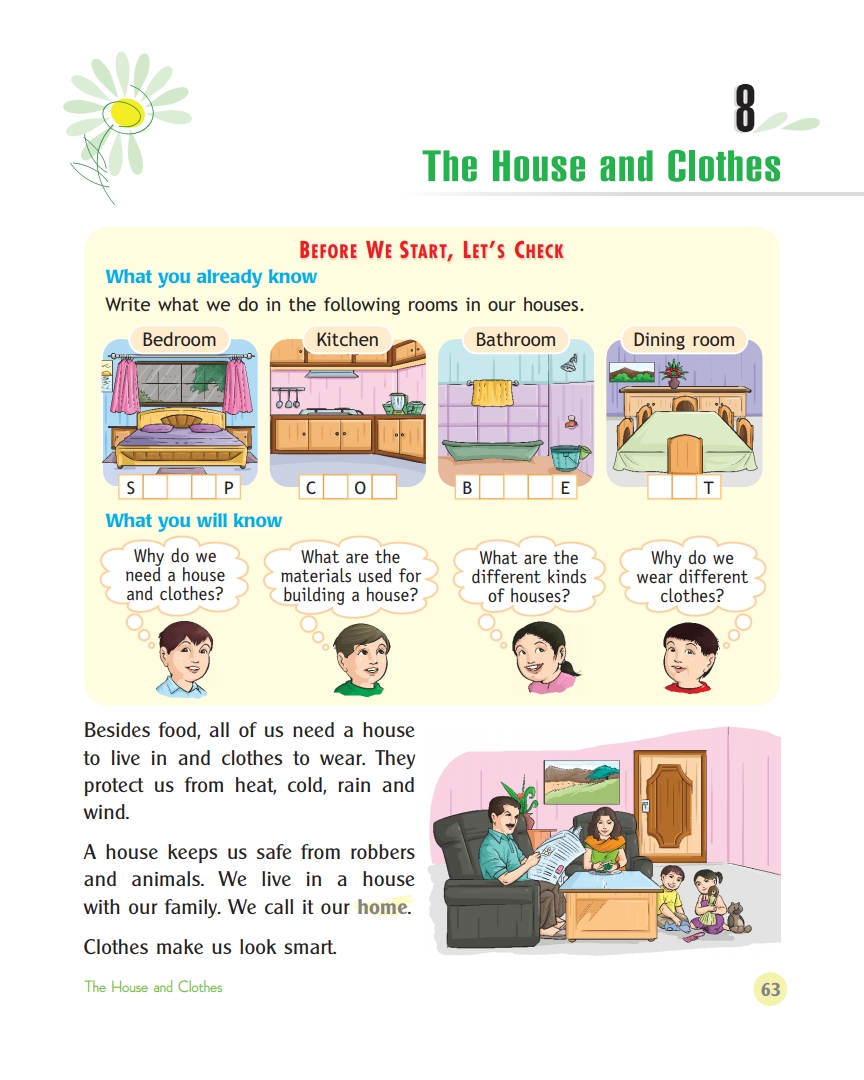 8
The House and Clothes
BEFORE WE START, LET'S CHECK
What you already know
Write what we do in the following rooms in our houses.
Bedroom Kitchen Bathroom Dining room
S P C O B E T
What you will know
Why do we
need a house
and clothes?
What are the
materials used for
building a house?
What are the
different kinds
of houses?
Why do we
wear different
clothes?
Besides food, all of us need a house
to live in and clothes to wear. They
protect us from heat, cold, rain and
wind.
A house keeps us safe from robbers
and animals. We live in a house
with our family. We call it our home.
Clothes make us look smart.
The House and Clothes
63